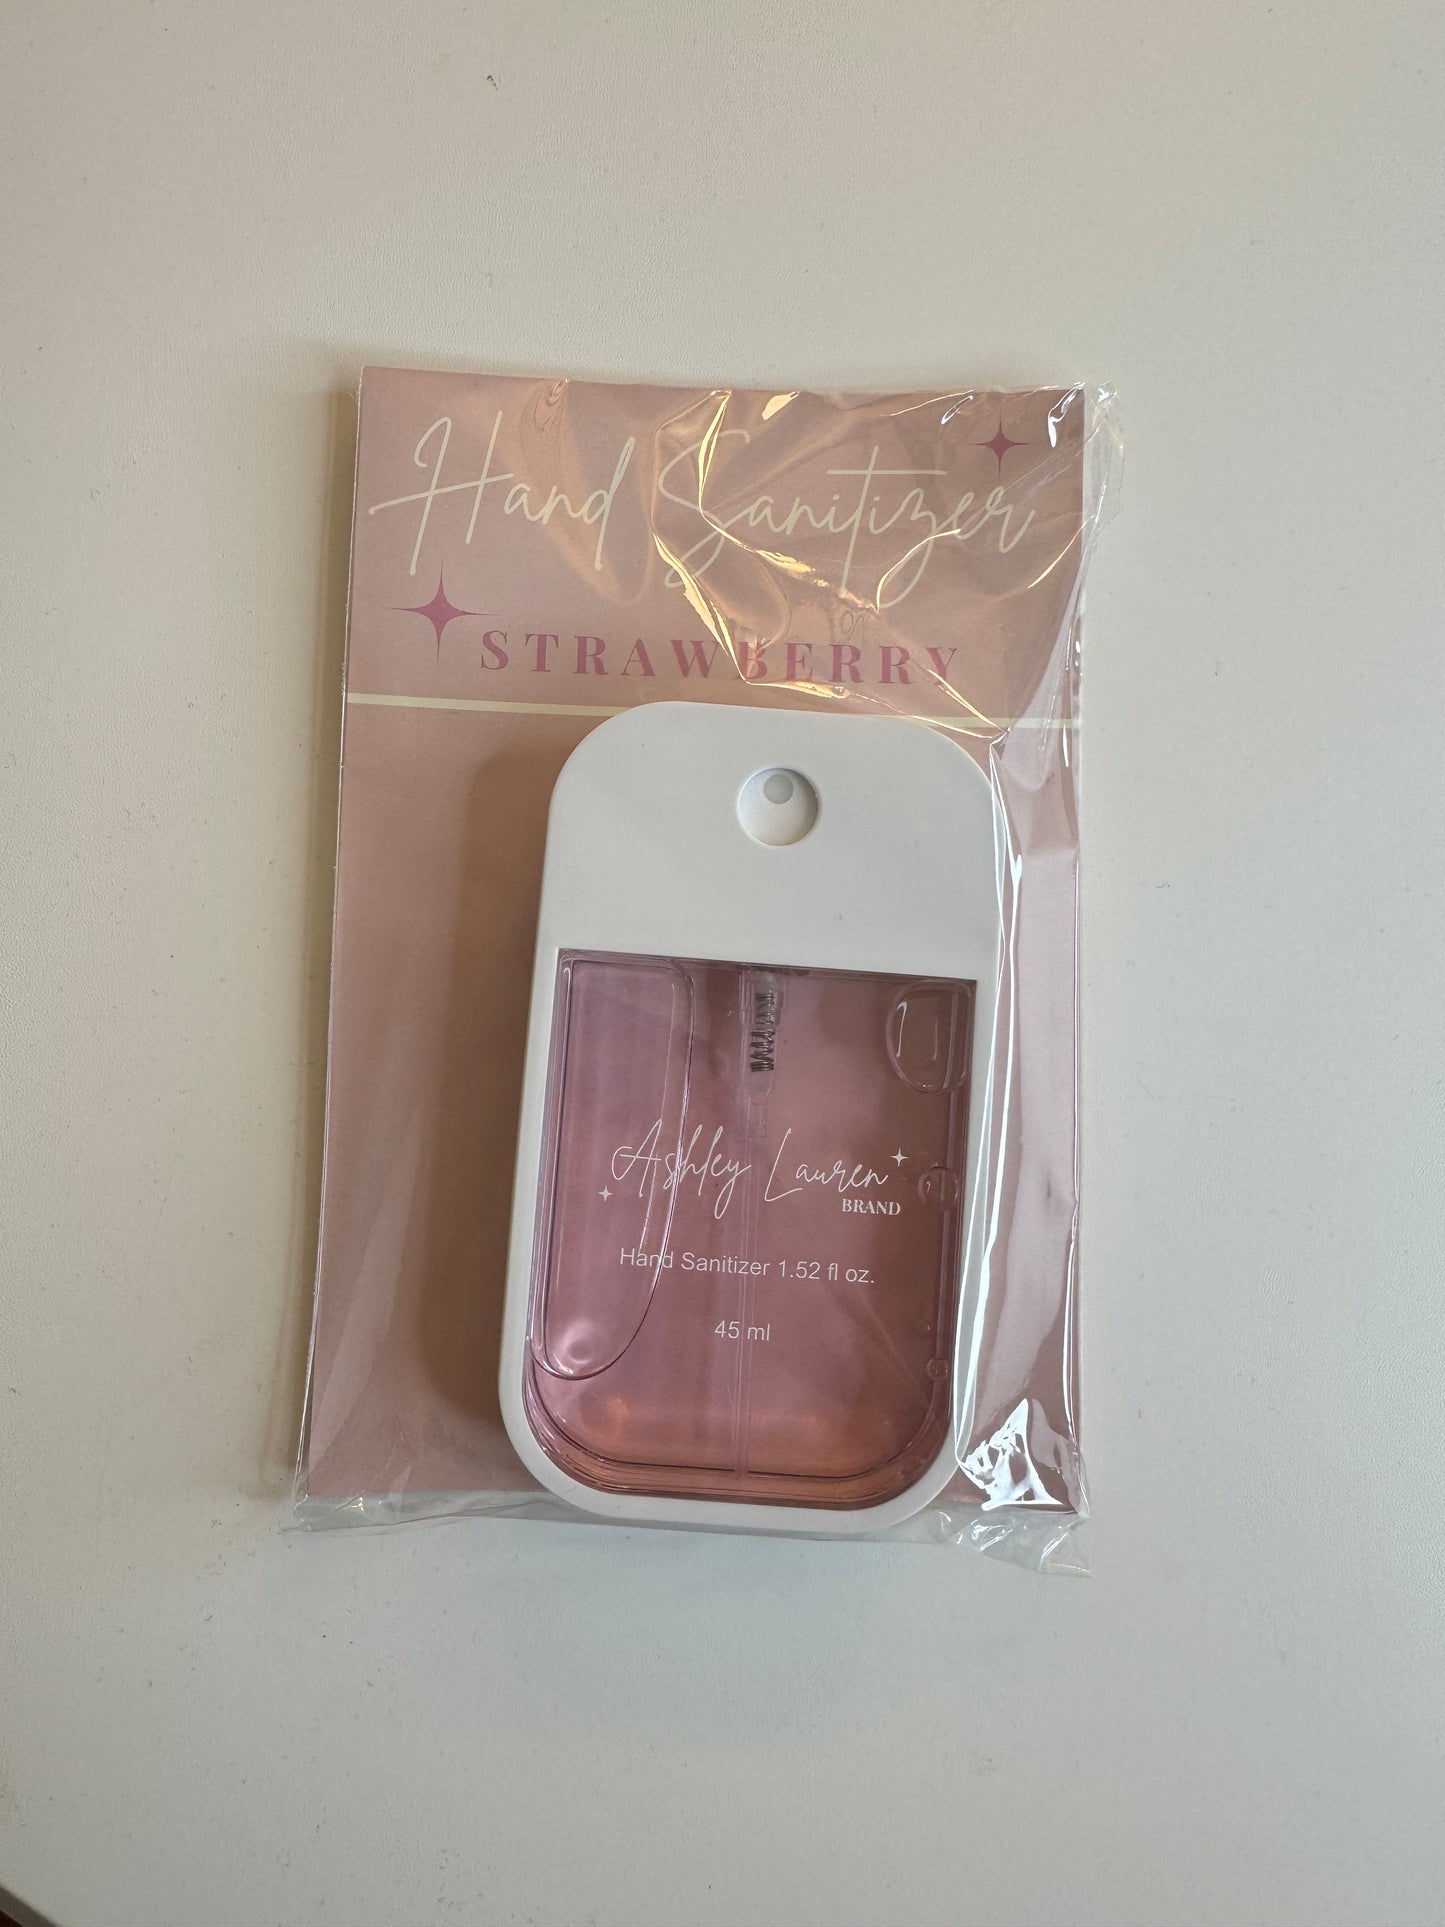 Hand Sanitizer
STRAWBERRY
Ashley Lauren
BRAND
Hand Sanitizer 1.52 fl oz.
45 ml